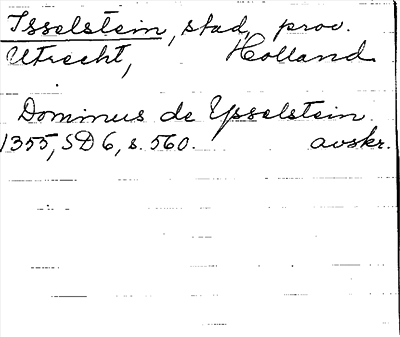 Isselstein, stad, prov.
Utrecht, Holland.
Dominus de Ysselstein
1355, SD 6, s. 560. avskr.